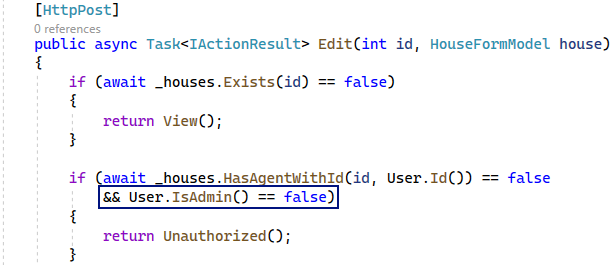 [HttpPost]
0 references
public async Task<IActionResult> Edit(int id, HouseFormModel house)
{
if (await _houses.Exists(id) == false)
{
return View();
}
if (await _houses.HasAgentWithId(id, User.Id()) == false
&& User.IsAdmin() == false)
{
return Unauthorized();
}